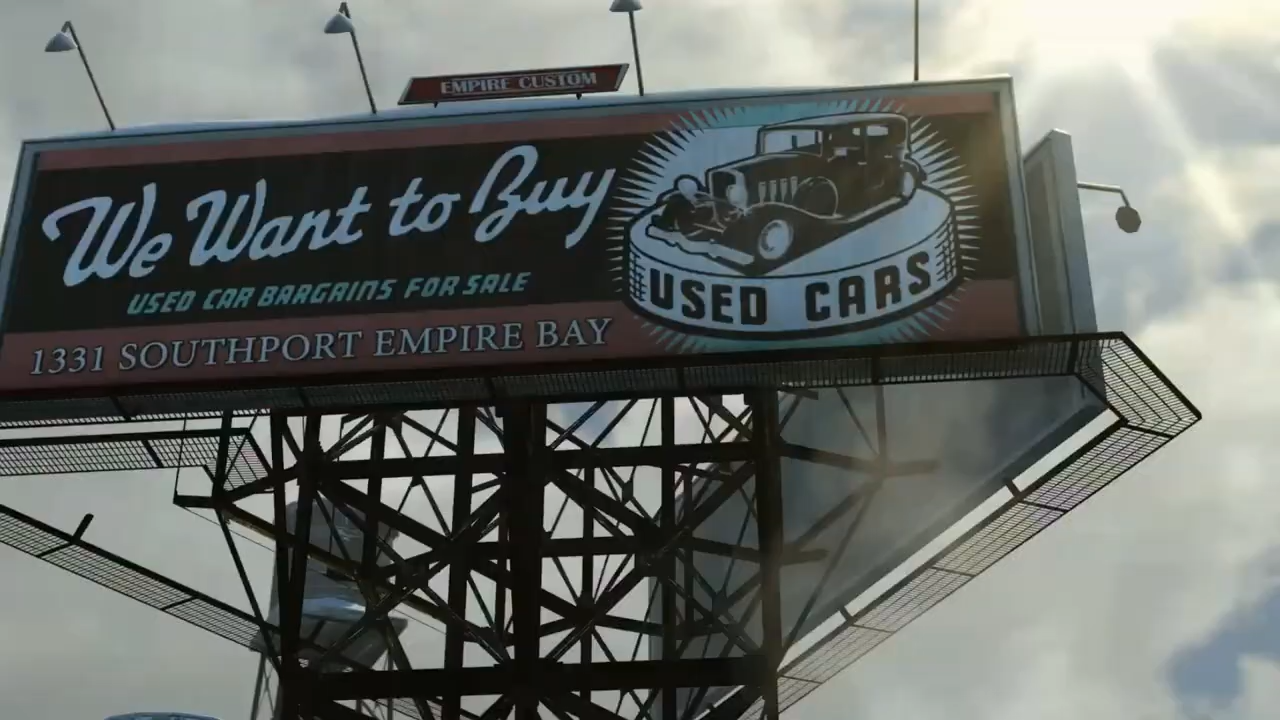 EMPIRE CUSTOM
We Want to Buy
USED CAR BARGAINS FOR SALE
1331 SOUTHPORT EMPIRE BAY
USED CARS